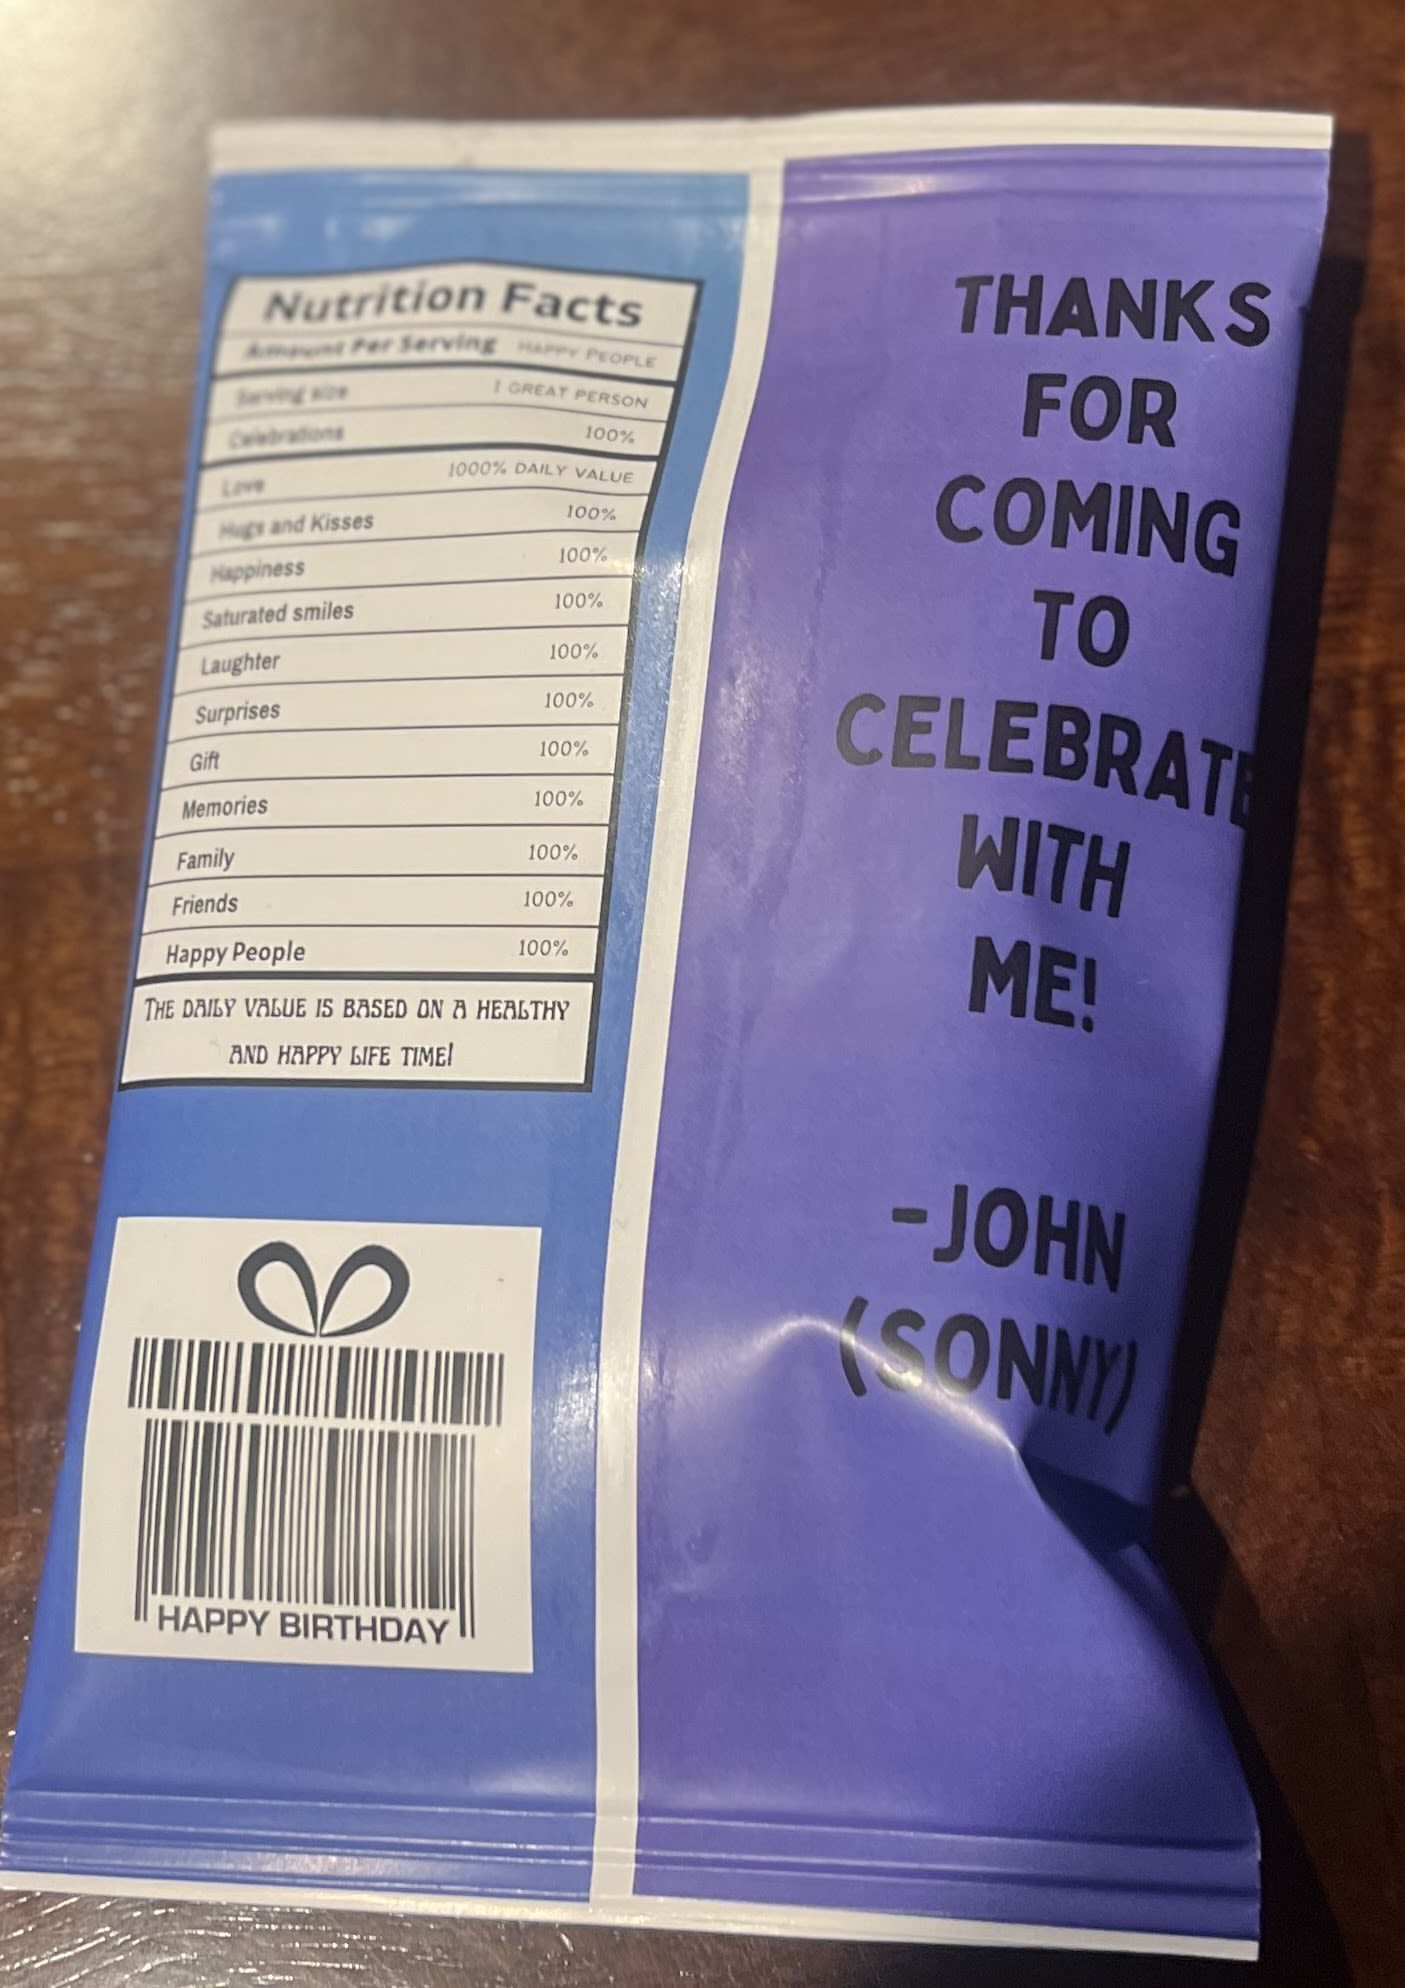 Nutrition Facts
Amount Per Serving HAPPY PEOPLE
Serving size 1 GREAT PERSON
Celebrations 100%
Love 1000% DAILY VALUE
Hugs and Kisses 100%
Happiness 100%
Saturated smiles 100%
Laughter 100%
Surprises 100%
Gift 100%
Memories 100%
Family 100%
Friends 100%
Happy People 100%
THE DAILY VALUE IS BASED ON A HEALTHY
AND HAPPY LIFE TIME!
HAPPY BIRTHDAY
THANKS
FOR
COMING
TO
CELEBRATE
WITH
ME!
-JOHN
(SONNY)